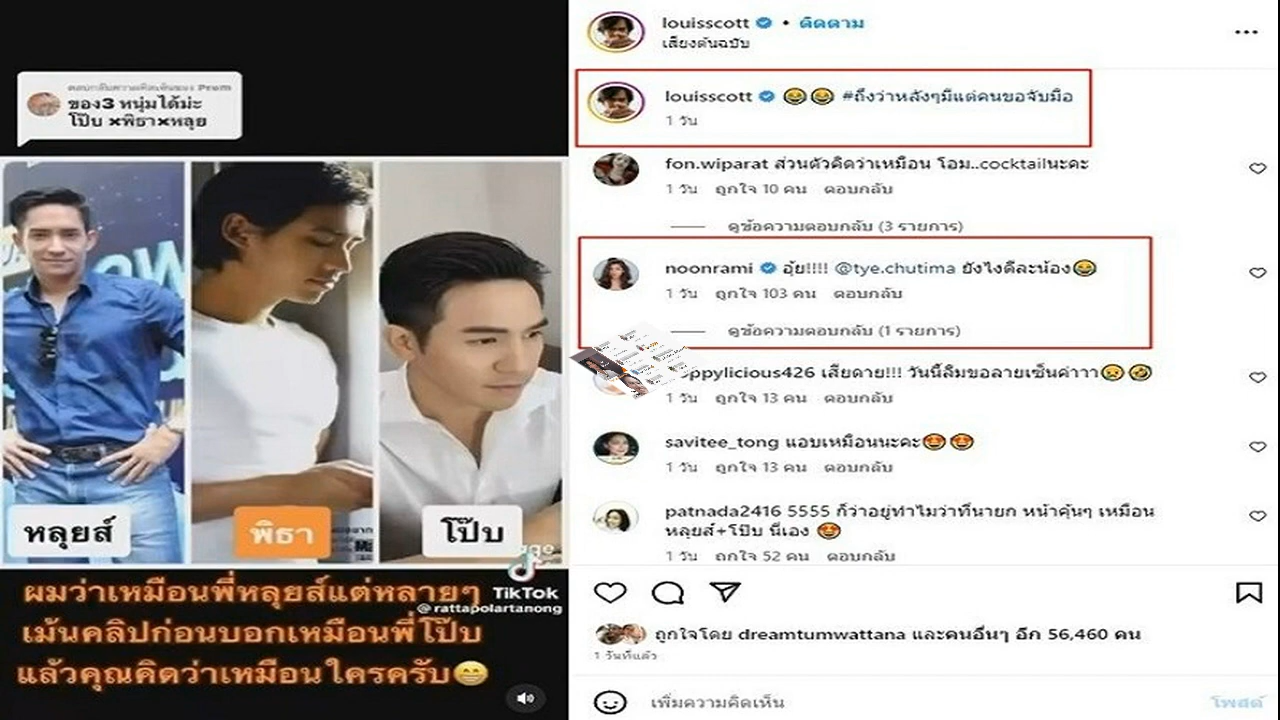 ของ3 หนุ่มได้ม่ะ
โป๊บ ×พิธา×หลุย
หลุยส์
พิธา
โป๊บ
TikTok
@rattapolartanong
ผมว่าเหมือนพี่หลุยส์แต่หลายๆ
เม้นคลิปก่อนบอกเหมือนพี่โป๊บ
แล้วคุณคิดว่าเหมือนใครครับ😁
louisscott • ติดตาม
เสียงต้นฉบับ
louisscott 😂😂 #ถึงว่าหลังๆมีแต่คนขอจับมือ
1 วัน
fon.wiparat ส่วนตัวคิดว่าเหมือน โอม..cocktailนะคะ
1 วัน ถูกใจ 10 คน ตอบกลับ
ดูข้อความตอบกลับ (3 รายการ)
noonrami อุ้ย!!!! @tye.chutima ยังไงดีละน้อง😂
1 วัน ถูกใจ 103 คน ตอบกลับ
ดูข้อความตอบกลับ (1 รายการ)
เสียดาย!!! วันนี้ลืมขอลายเซ็นค่าาา😢🤣
1 วัน ถูกใจ 13 คน ตอบกลับ
savitee_tong แอบเหมือนนะคะ🤩🤩
1 วัน ถูกใจ 13 คน ตอบกลับ
patnada2416 5555 ก็ว่าอยู่ทำไมว่าที่นายก หน้าคุ้นๆ เหมือน
หลุยส์+โป๊บ นี่เอง 🤩
1 วัน ถูกใจ 52 คน ตอบกลับ
ถูกใจโดย dreamtumwattana และคนอื่นๆ อีก 56,460 คน
1 วันที่แล้ว
เพิ่มความคิดเห็น
โพสต์